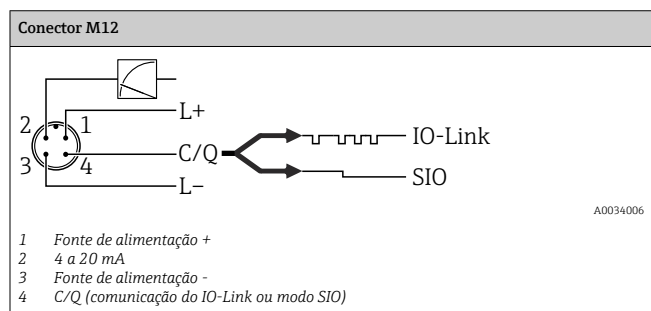 Conector M12
L+
2 1
IO-Link
C/Q
3 4
SIO
L–
A0034006
1 Fonte de alimentação +
2 4 a 20 mA
3 Fonte de alimentação -
4 C/Q (comunicação do IO-Link ou modo SIO)